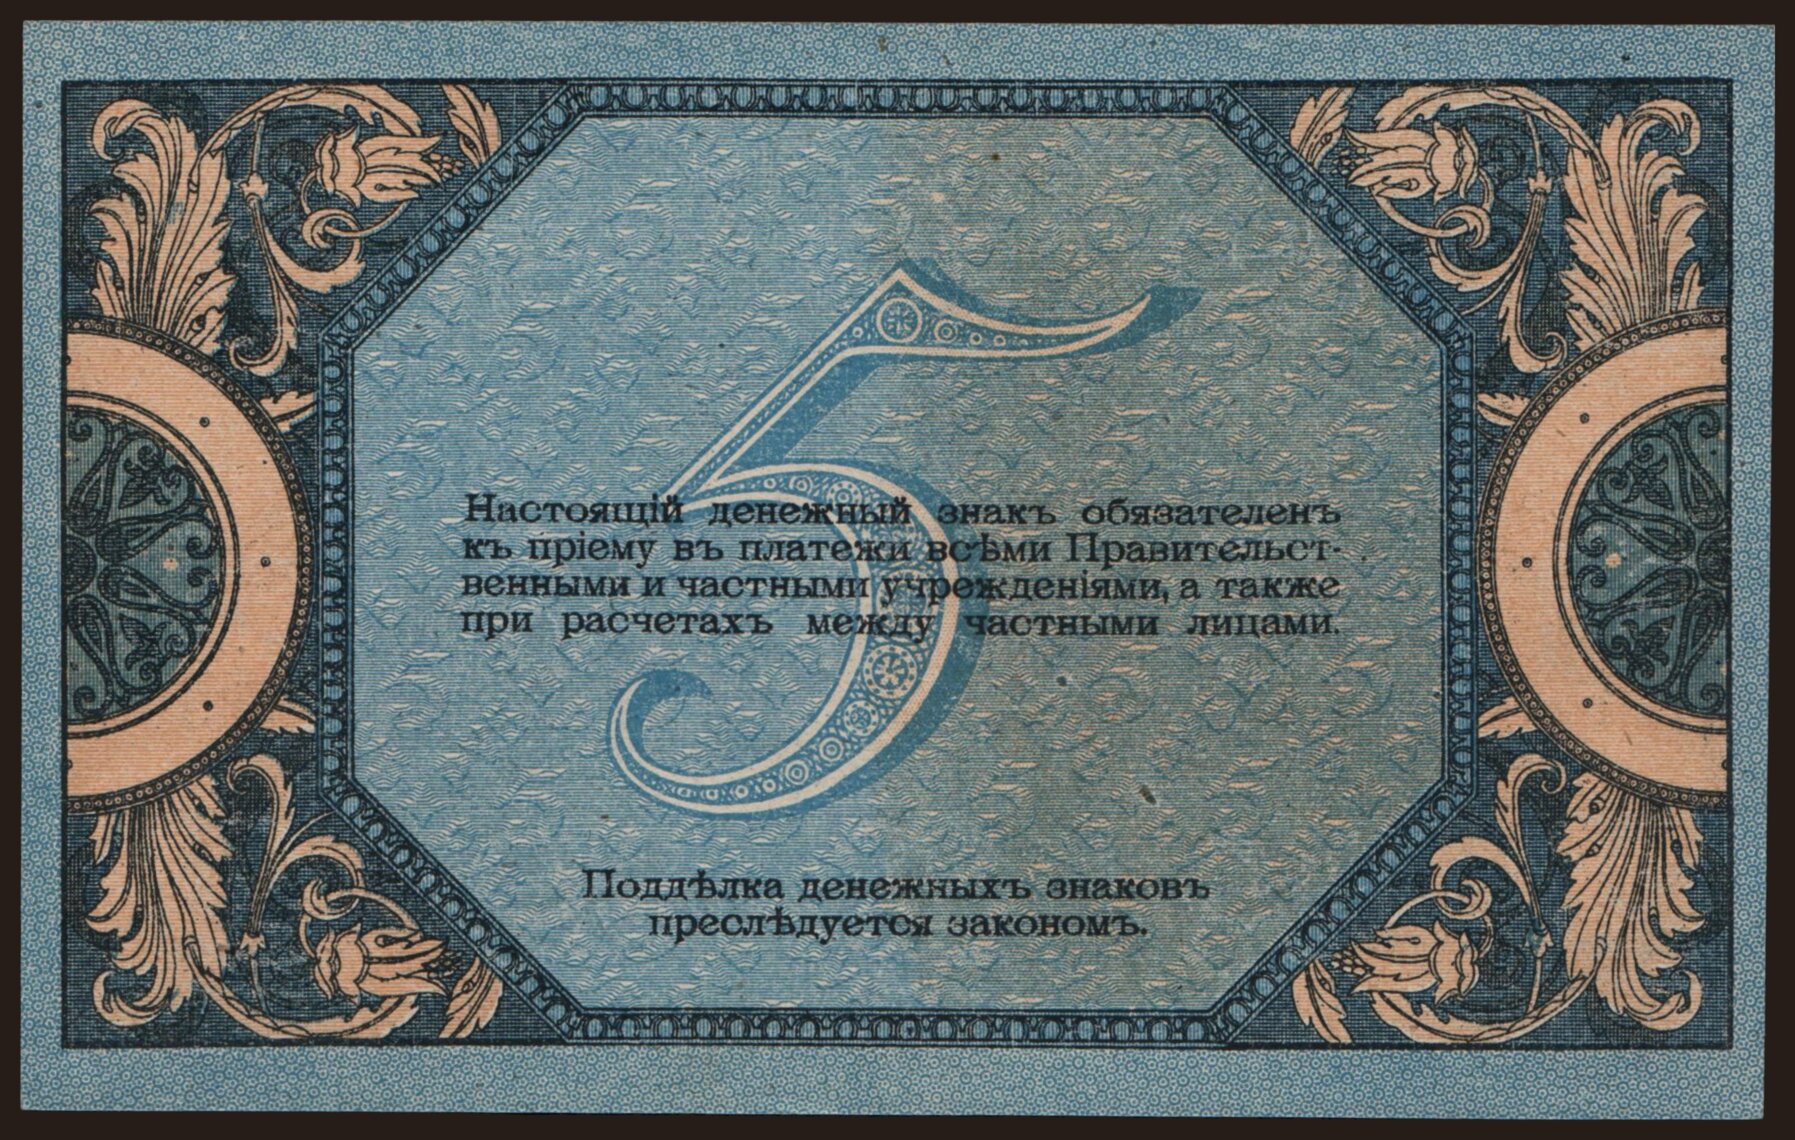 5
Настоящій денежный знакъ обязателенъ
къ пріему въ платежи всѣми Правительст-
венными и частными учрежденіями, а также
при расчетахъ между частными лицами.
Поддѣлка денежныхъ знаковъ
преслѣдуется закономъ.